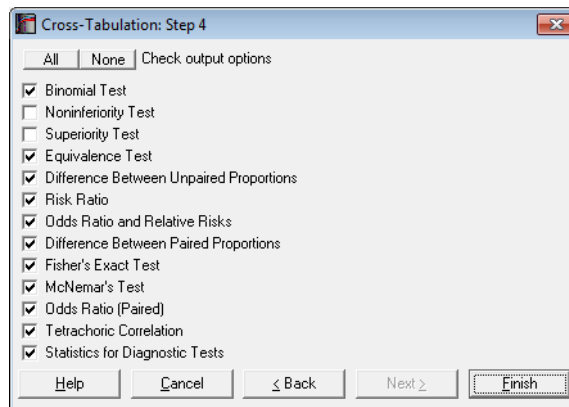 Cross-Tabulation: Step 4
All None Check output options
Binomial Test
Noninferiority Test
Superiority Test
Equivalence Test
Difference Between Unpaired Proportions
Risk Ratio
Odds Ratio and Relative Risks
Difference Between Paired Proportions
Fisher's Exact Test
McNemar's Test
Odds Ratio (Paired)
Tetrachoric Correlation
Statistics for Diagnostic Tests
Help Cancel < Back Next > Finish